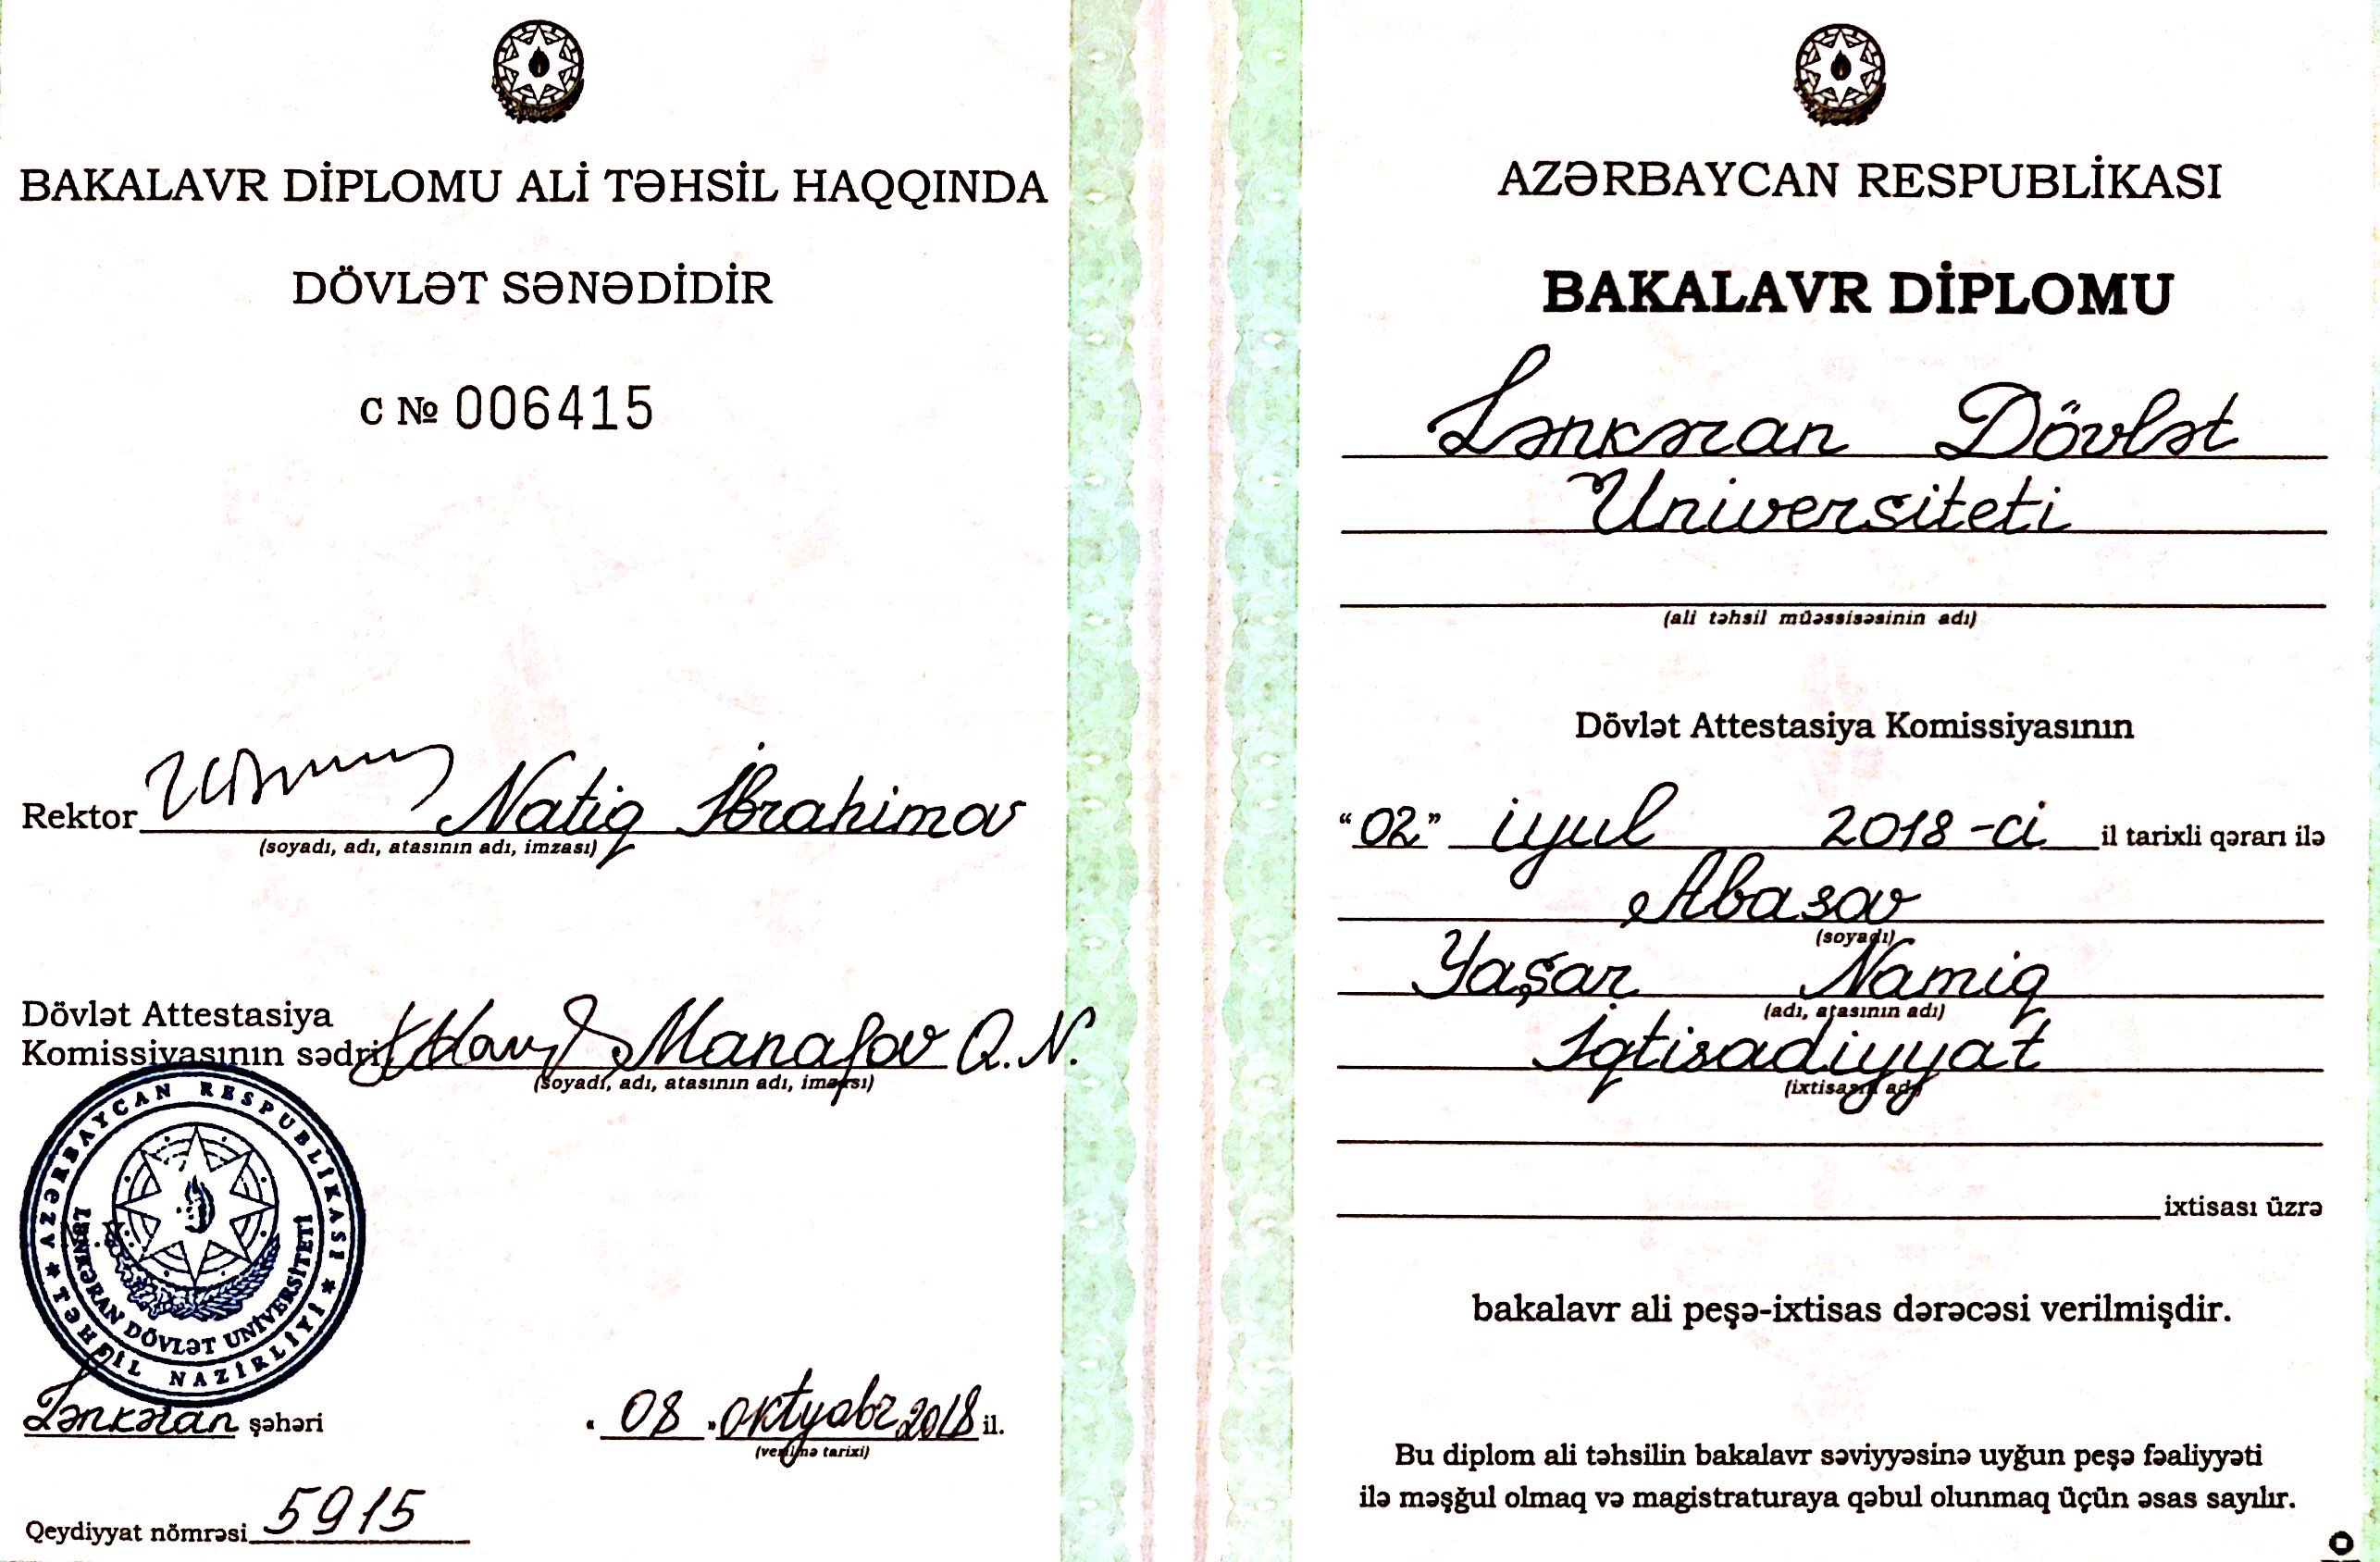 BAKALAVR DİPLOMU ALİ TƏHSİL HAQQINDA
DÖVLƏT SƏNƏDİDİR
C № 006415
Rektor Natiq İbrahimov
(soyadı, adı, atasının adı, imzası)
Dövlət Attestasiya
Komissiyasının sədri Manafov Q.N.
(soyadı, adı, atasının adı, imzası)
AZƏRBAYCAN RESPUBLİKASI
TƏHSİL NAZİRLİYİ
LƏNKƏRAN DÖVLƏT UNİVERSİTETİ
Lənkəran şəhəri
"08" oktyabr 2018 il.
(verilmə tarixi)
Qeydiyyat nömrəsi 5915
AZƏRBAYCAN RESPUBLİKASI
BAKALAVR DİPLOMU
Lənkəran Dövlət
Universiteti
(ali təhsil müəssisəsinin adı)
Dövlət Attestasiya Komissiyasının
“02” iyul 2018-ci il tarixli qərarı ilə
Abasov
(soyadı)
Yaşar Namiq
(adı, atasının adı)
İqtisadiyyat
(ixtisasın adı)
ixtisası üzrə
bakalavr ali peşə-ixtisas dərəcəsi verilmişdir.
Bu diplom ali təhsilin bakalavr səviyyəsinə uyğun peşə fəaliyyəti
ilə məşğul olmaq və magistraturaya qəbul olunmaq üçün əsas sayılır.